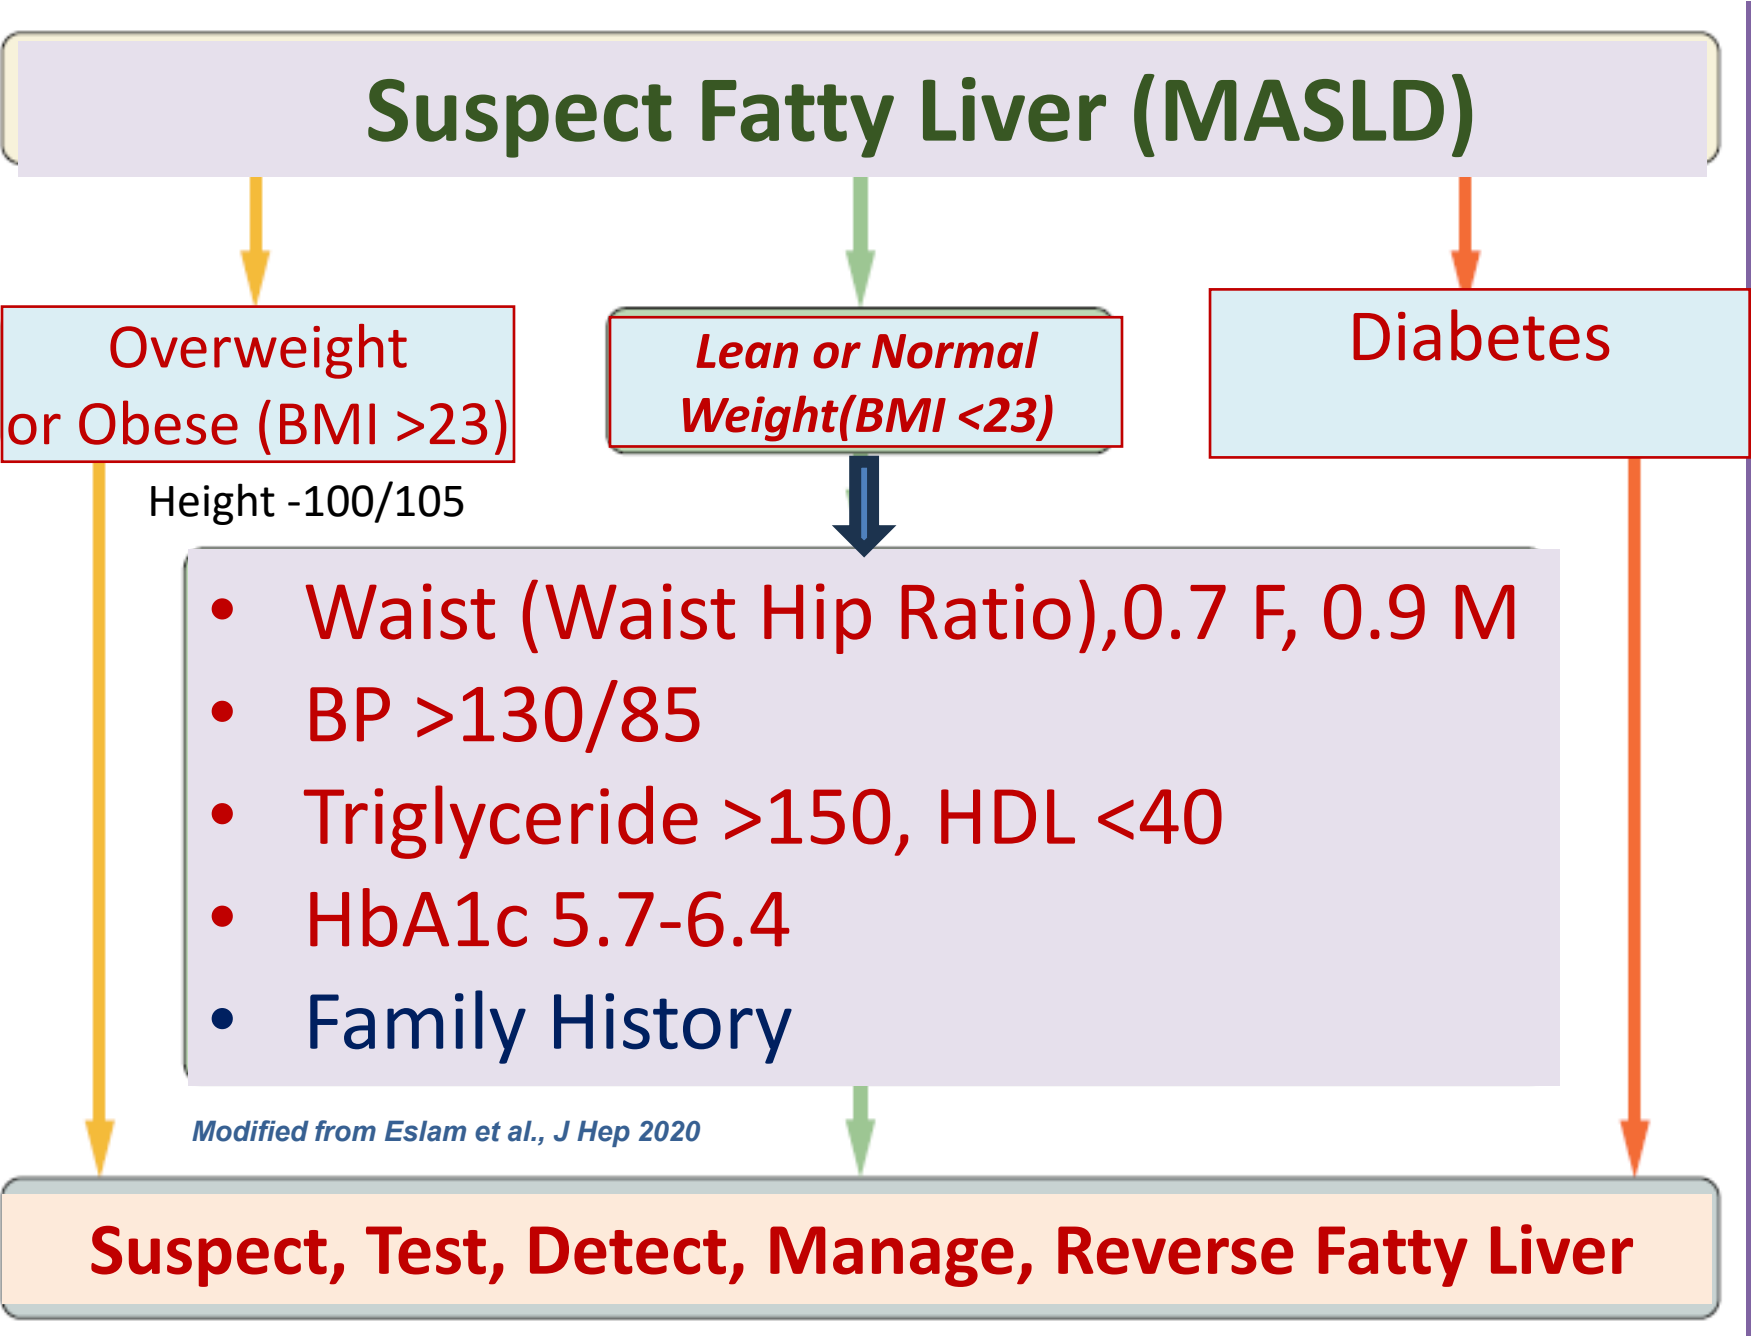 Suspect Fatty Liver (MASLD)
Overweight
or Obese (BMI >23)
Lean or Normal
Weight(BMI <23)
Diabetes
Height -100/105
• Waist (Waist Hip Ratio),0.7 F, 0.9 M
• BP >130/85
• Triglyceride >150, HDL <40
• HbA1c 5.7-6.4
• Family History
Modified from Eslam et al., J Hep 2020
Suspect, Test, Detect, Manage, Reverse Fatty Liver